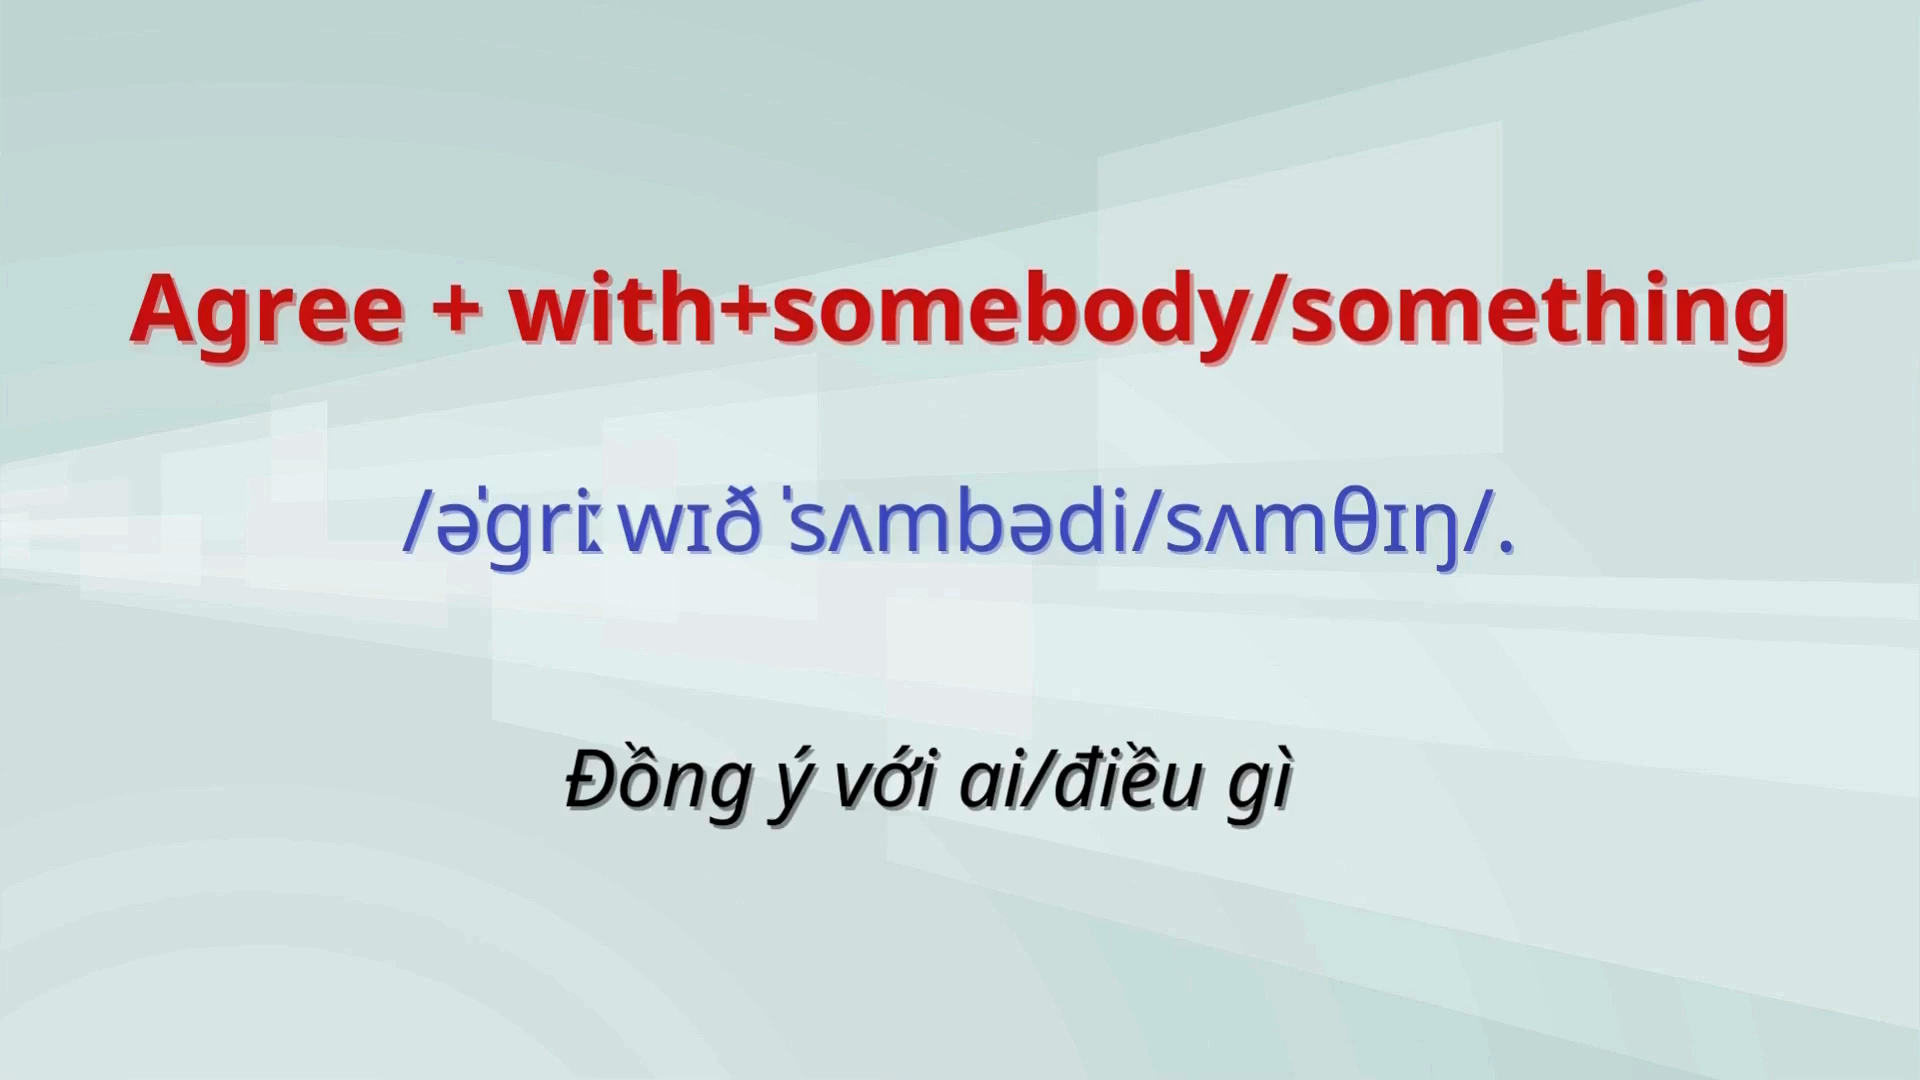 Agree + with+somebody/something
/əˈgriː wɪð ˈsʌmbədi/sʌmθɪŋ/.
Đồng ý với ai/điều gì